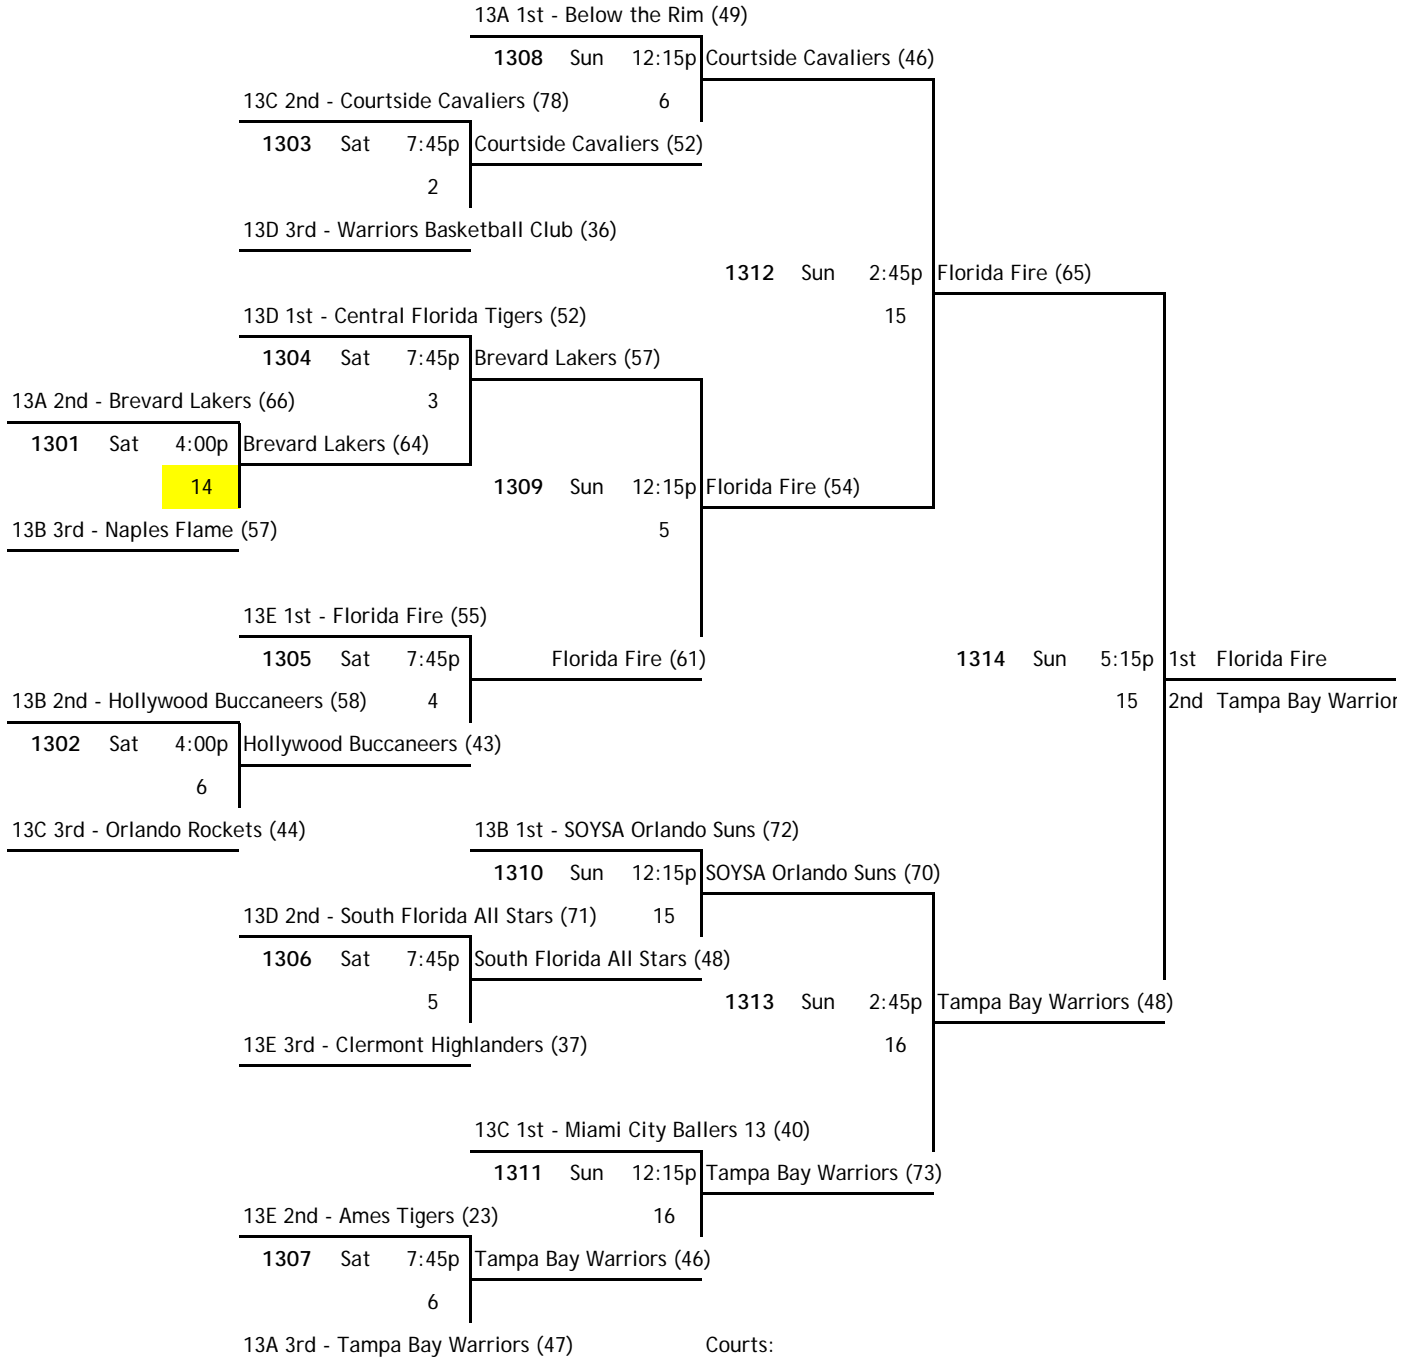 13A 1st - Below the Rim (49)
1308 Sun 12:15p Courtside Cavaliers (46)
13C 2nd - Courtside Cavaliers (78) 6
1303 Sat 7:45p Courtside Cavaliers (52)
2
13D 3rd - Warriors Basketball Club (36)
1312 Sun 2:45p Florida Fire (65)
13D 1st - Central Florida Tigers (52) 15
1304 Sat 7:45p Brevard Lakers (57)
13A 2nd - Brevard Lakers (66) 3
1301 Sat 4:00p Brevard Lakers (64)
14 1309 Sun 12:15p Florida Fire (54)
13B 3rd - Naples Flame (57) 5
13E 1st - Florida Fire (55)
1305 Sat 7:45p Florida Fire (61) 1314 Sun 5:15p 1st Florida Fire
13B 2nd - Hollywood Buccaneers (58) 4 15 2nd Tampa Bay Warrior
1302 Sat 4:00p Hollywood Buccaneers (43)
6
13C 3rd - Orlando Rockets (44) 13B 1st - SOYSA Orlando Suns (72)
1310 Sun 12:15p SOYSA Orlando Suns (70)
13D 2nd - South Florida All Stars (71) 15
1306 Sat 7:45p South Florida All Stars (48)
5 1313 Sun 2:45p Tampa Bay Warriors (48)
13E 3rd - Clermont Highlanders (37) 16
13C 1st - Miami City Ballers 13 (40)
1311 Sun 12:15p Tampa Bay Warriors (73)
13E 2nd - Ames Tigers (23) 16
1307 Sat 7:45p Tampa Bay Warriors (46)
6
13A 3rd - Tampa Bay Warriors (47) Courts: